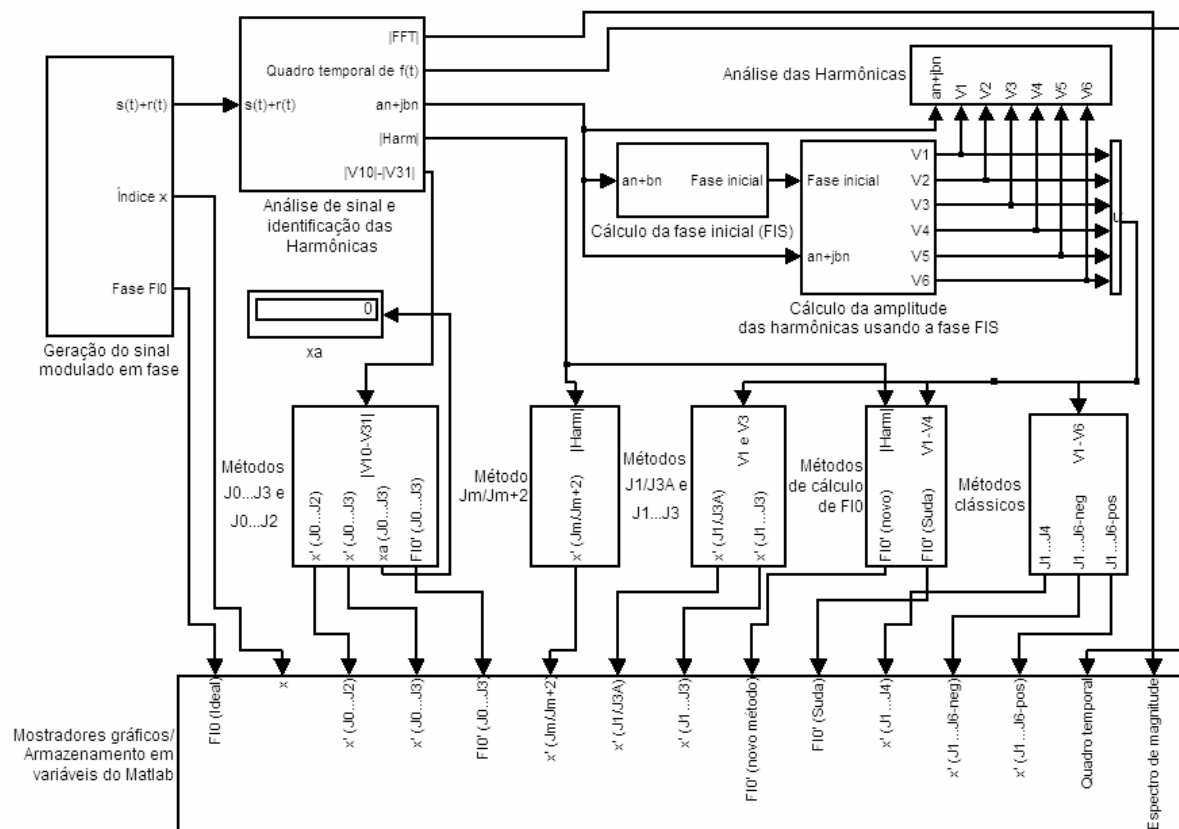 s(t)+r(t)
Índice x
Fase FI0
Geração do sinal
modulado em fase
s(t)+r(t)
|FFT|
Quadro temporal de f(t)
an+jbn
|Harm|
|V10|-|V31|
Análise de sinal e
identificação das
Harmônicas
0
xa
Análise das Harmônicas
an+jbn
V1
V2
V3
V4
V5
V6
an+bn
Fase inicial
Cálculo da fase inicial (FIS)
Fase inicial
an+jbn
V1
V2
V3
V4
V5
V6
Cálculo da amplitude
das harmônicas usando a fase FIS
Métodos
J0...J3 e
J0...J2
|V10-V31|
x' (J0...J2)
x' (J0...J3)
xa (J0...J3)
FI0' (J0...J3)
Método
Jm/Jm+2
|Harm|
x' (Jm/Jm+2)
Métodos
J1/J3A e
J1...J3
V1 e V3
x' (J1/J3A)
x' (J1...J3)
Métodos
de cálculo
de FI0
|Harm|
V1-V4
FI0' (novo)
FI0' (Suda)
Métodos
clássicos
V1-V6
J1...J4
J1...J6-neg
J1...J6-pos
Mostradores gráficos/
Armazenamento em
variáveis do Matlab
FI0 (Ideal)
x
x' (J0...J2)
x' (J0...J3)
FI0' (J0...J3)
x' (Jm/Jm+2)
x' (J1/J3A)
x' (J1...J3)
FI0' (novo método)
FI0' (Suda)
x' (J1...J4)
x' (J1...J6-neg)
x' (J1...J6-pos)
Quadro temporal
Espectro de magnitude